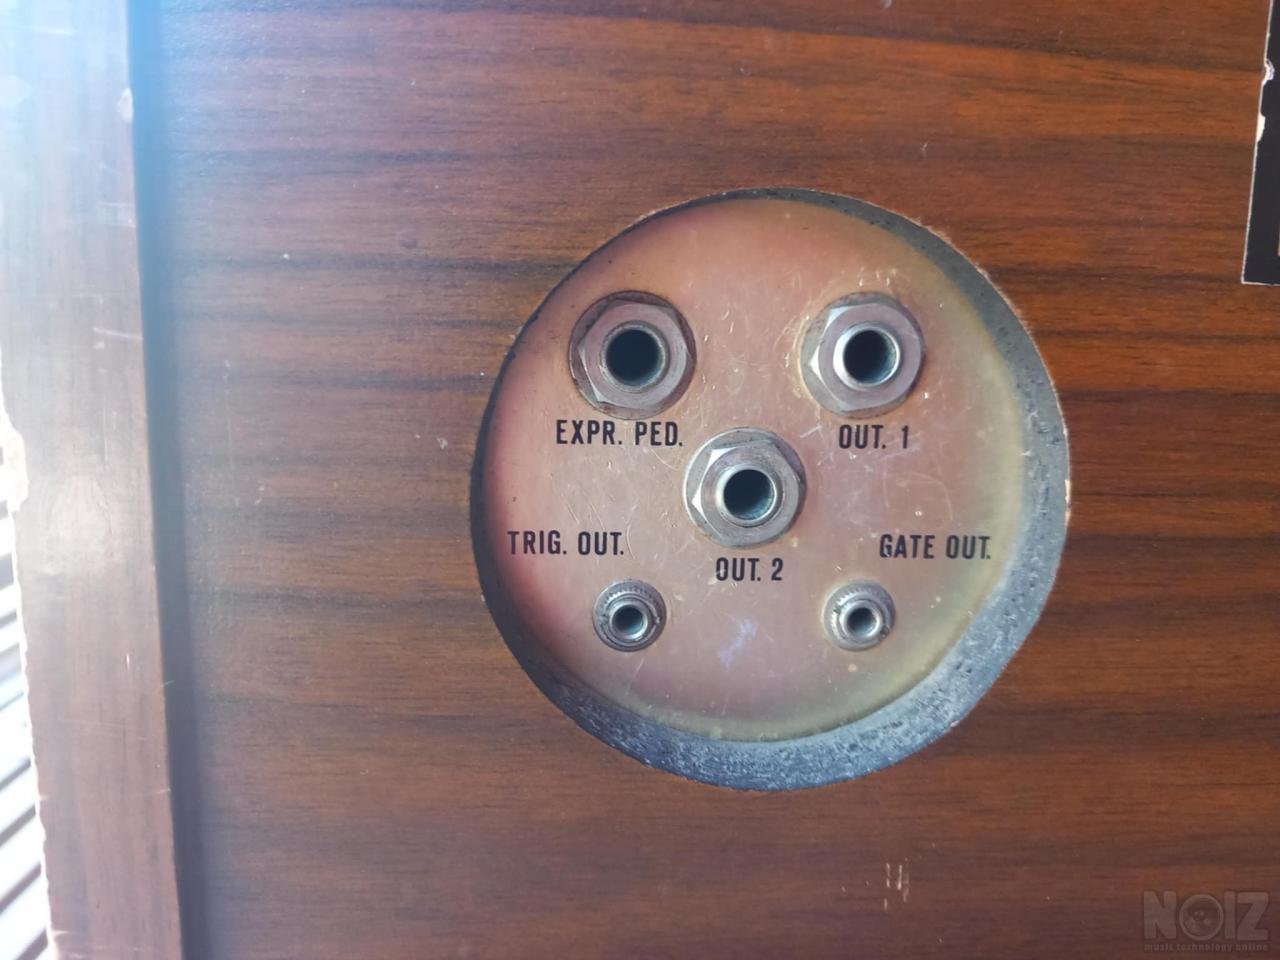 EXPR. PED.
OUT. 1
TRIG. OUT.
OUT. 2
GATE OUT.
NOIZ
music technology online